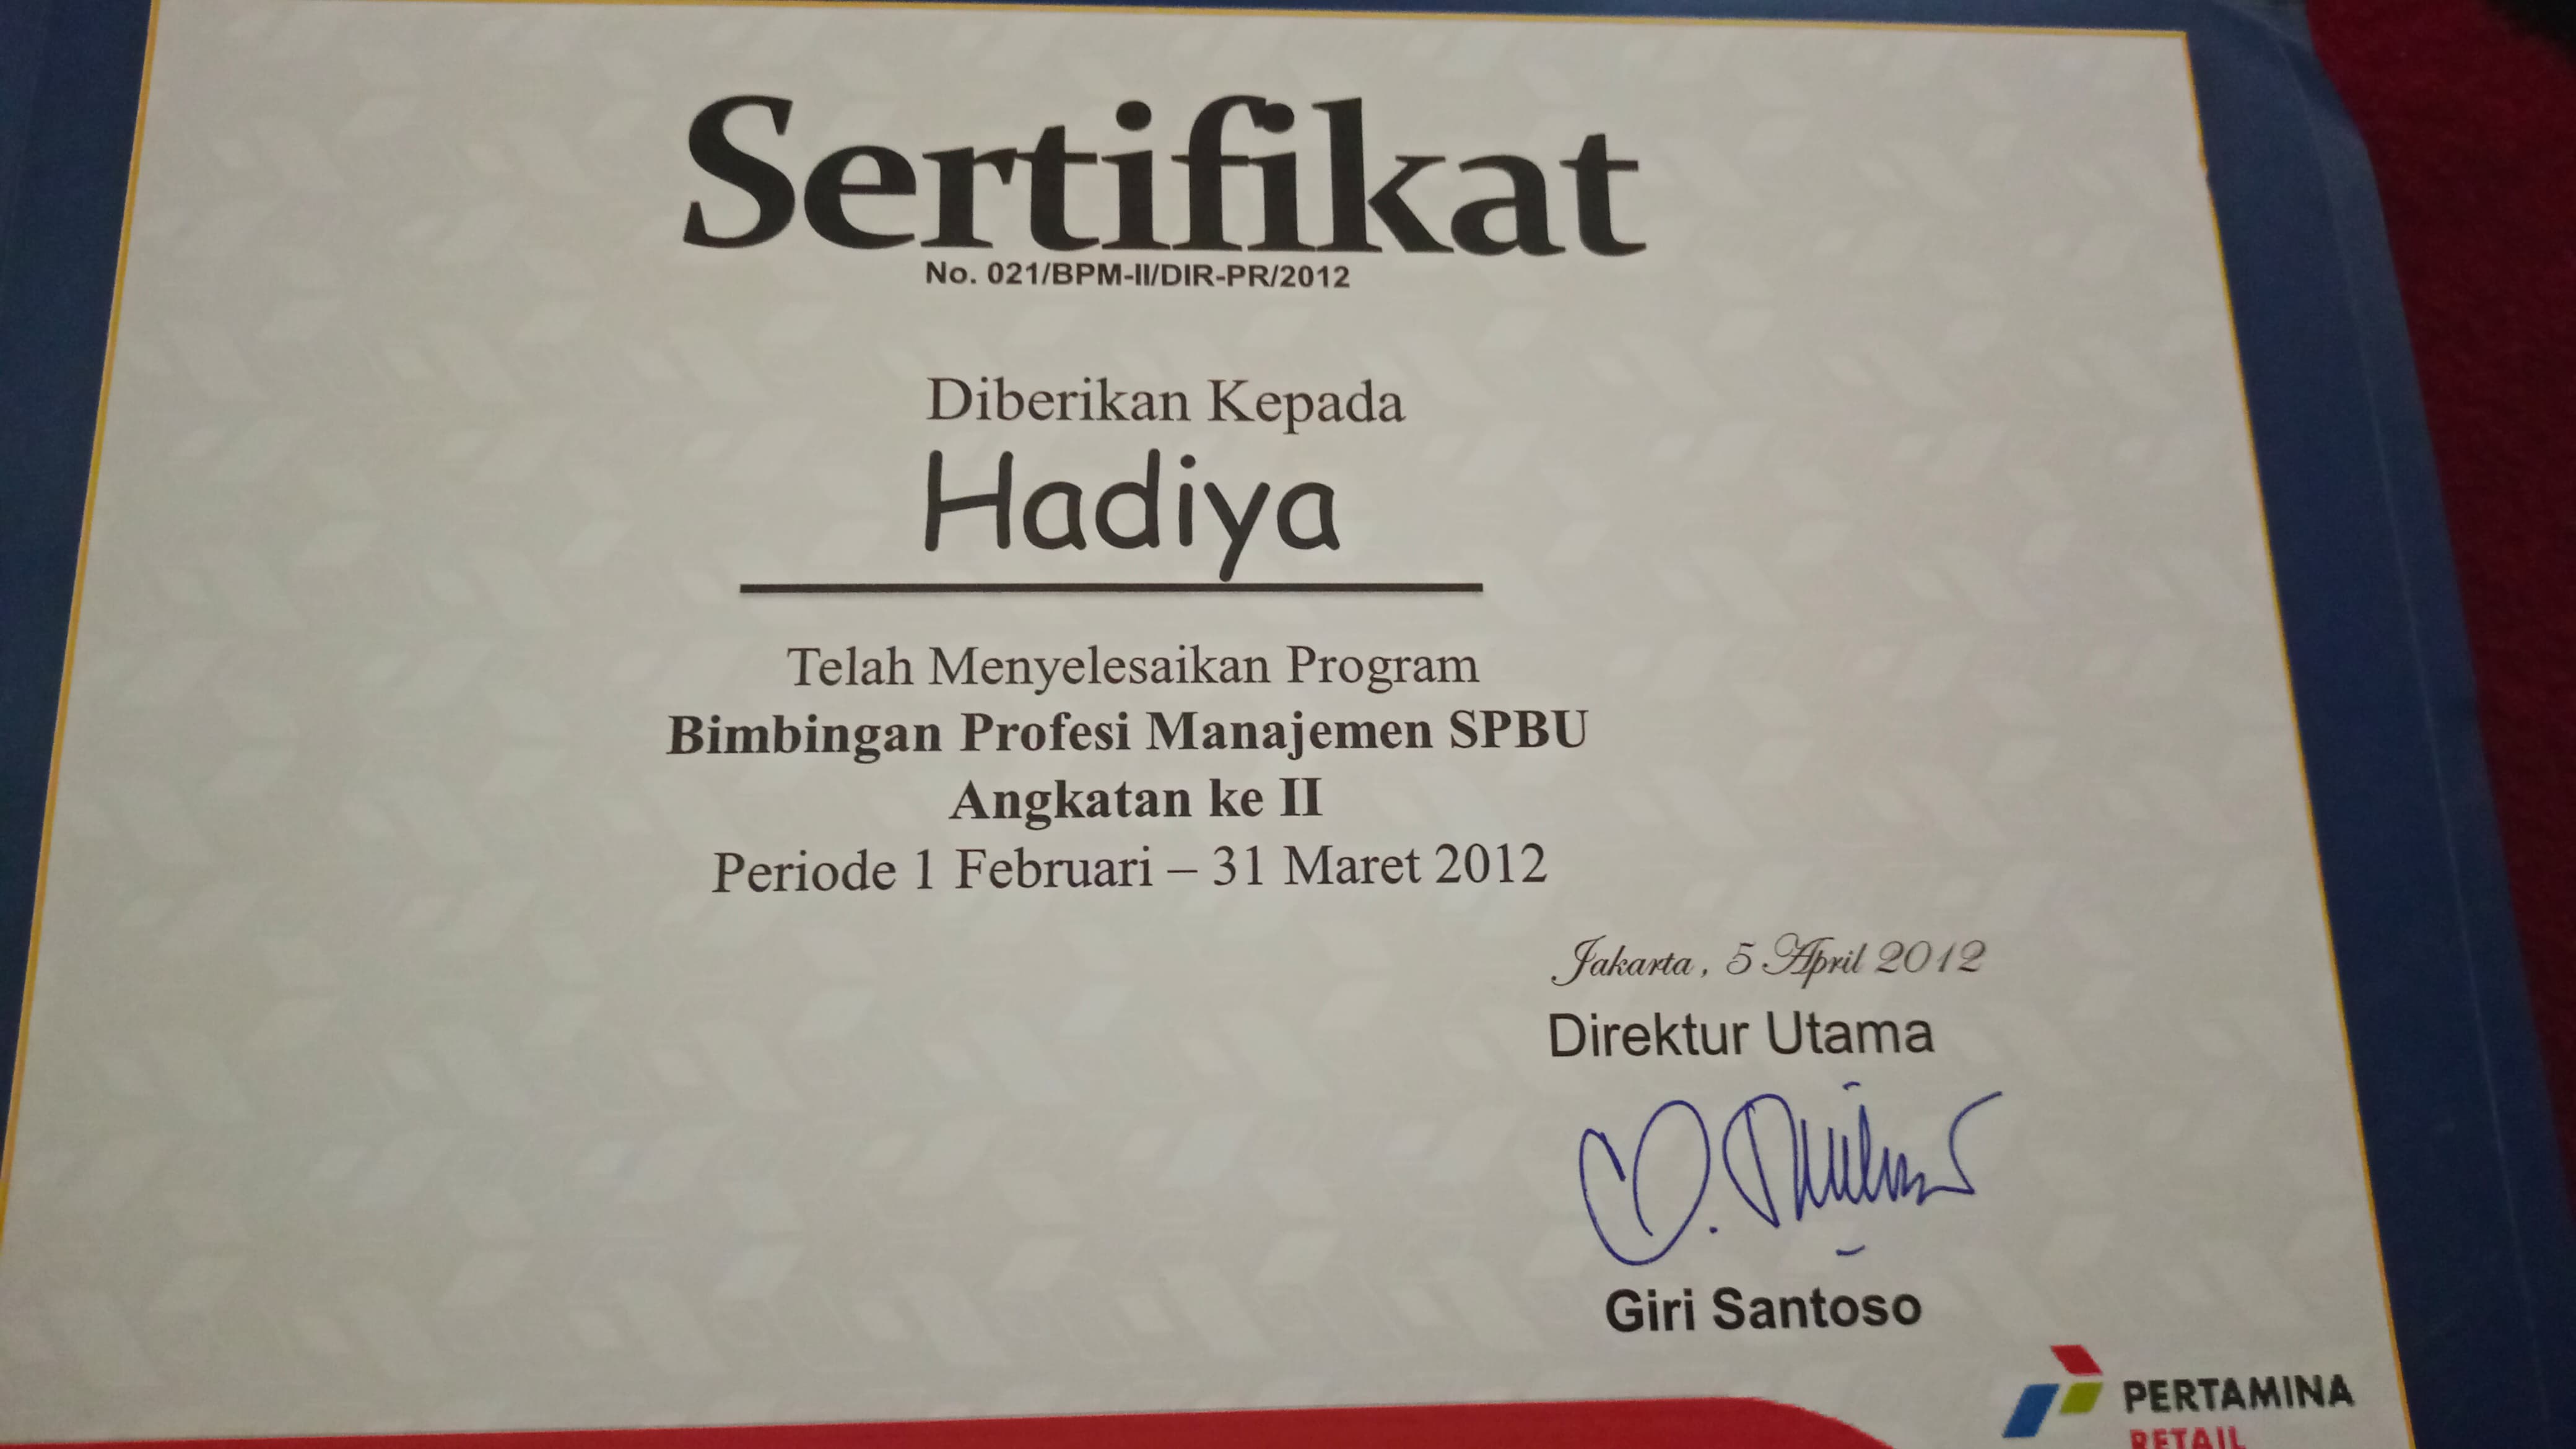 Sertifikat
No. 021/BPM-II/DIR-PR/2012
Diberikan Kepada
Hadiya
Telah Menyelesaikan Program
Bimbingan Profesi Manajemen SPBU
Angkatan ke II
Periode 1 Februari – 31 Maret 2012
Jakarta, 5 April 2012
Direktur Utama
Giri Santoso
PERTAMINA
RETAIL